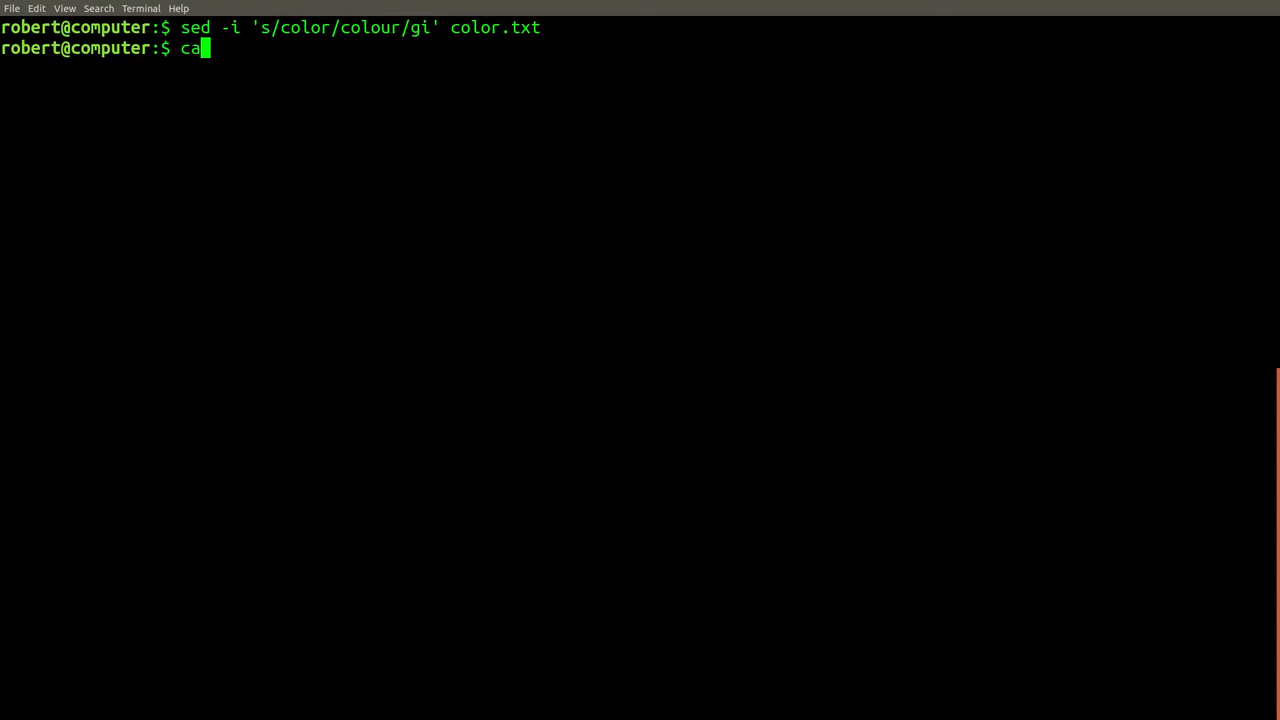 File Edit View Search Terminal Help
robert@computer:$ sed -i 's/color/colour/gi' color.txt
robert@computer:$ ca